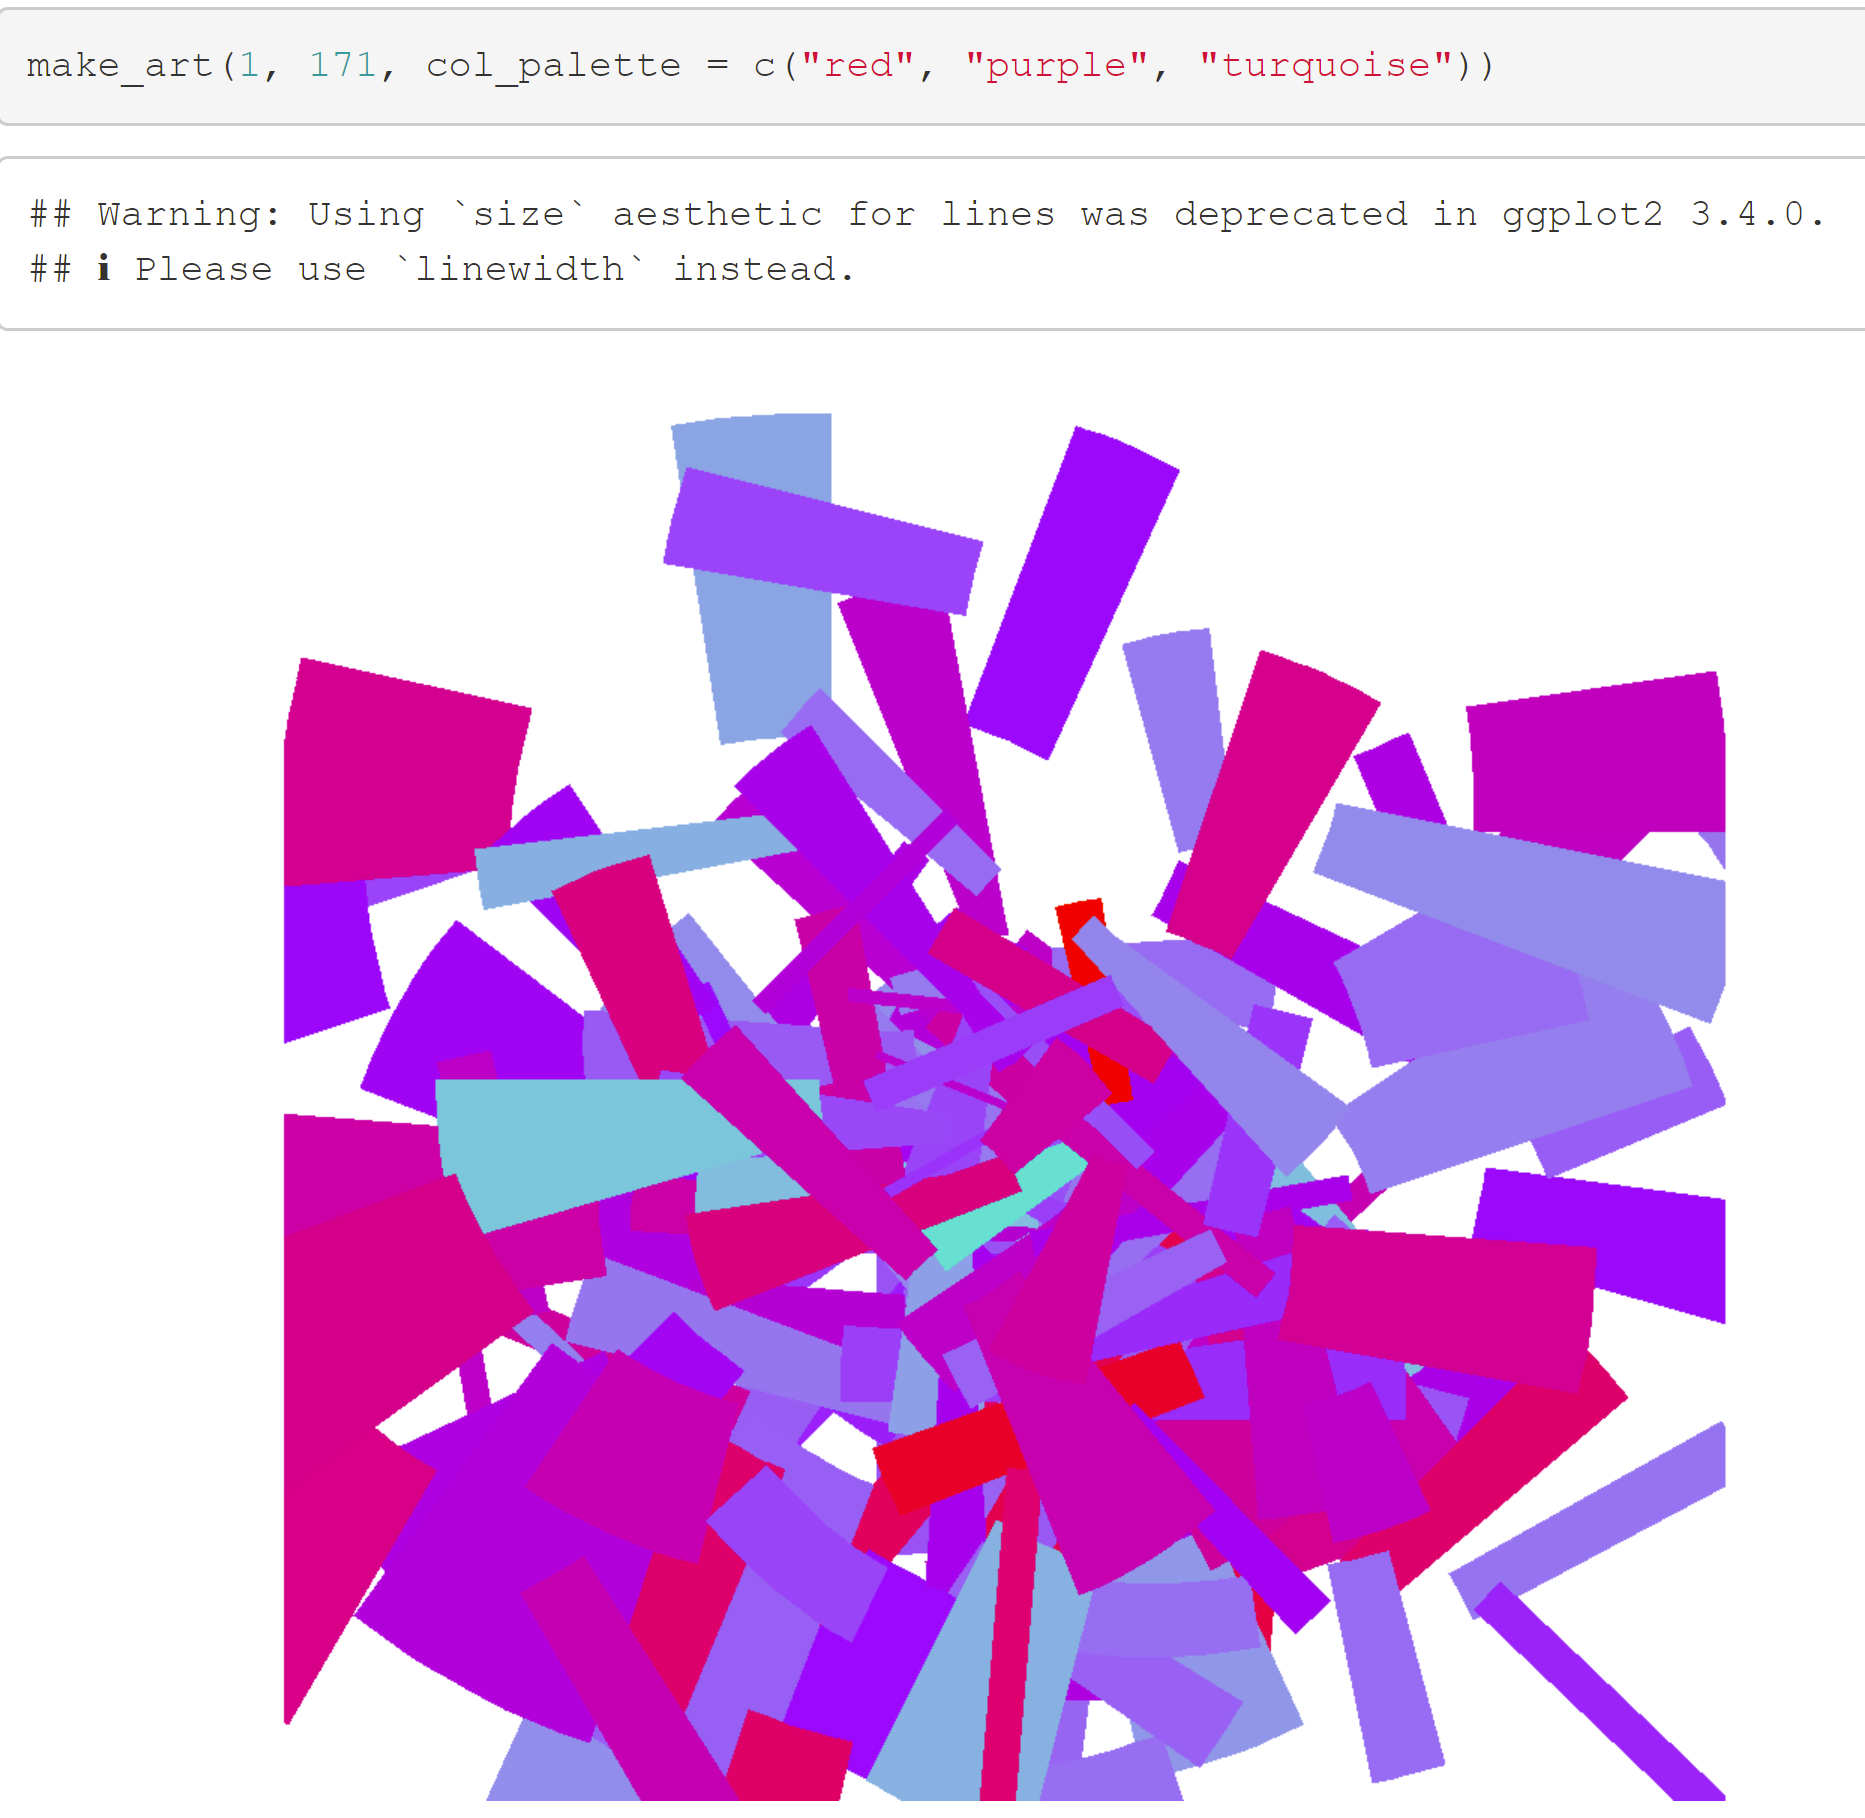 make_art(1, 171, col_palette = c("red", "purple", "turquoise"))
## Warning: Using `size` aesthetic for lines was deprecated in ggplot2 3.4.0.
## ℹ Please use `linewidth` instead.